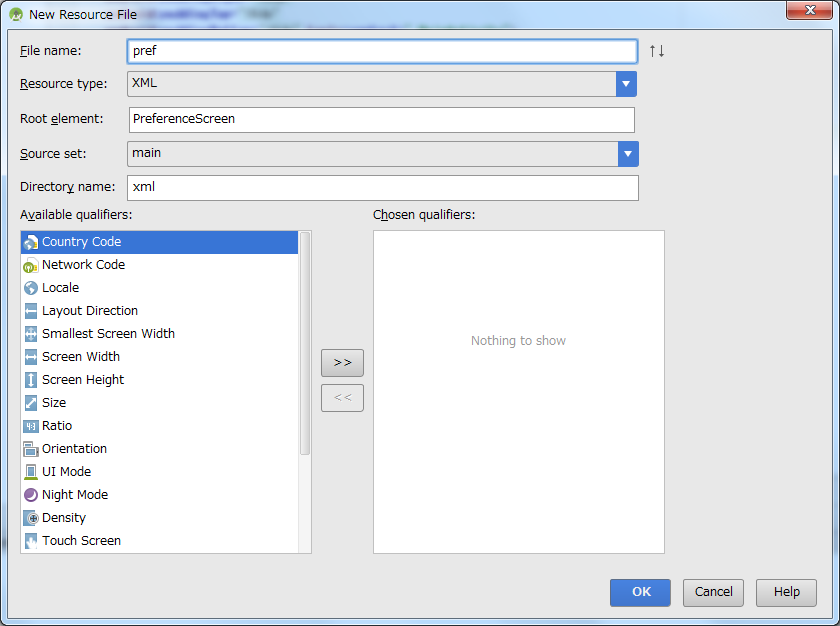 New Resource File
File name: pref
Resource type: XML
Root element: PreferenceScreen
Source set: main
Directory name: xml
Available qualifiers: Chosen qualifiers:
Country Code
Network Code
Locale
Layout Direction
Smallest Screen Width
Screen Width
Screen Height
Size
Ratio
Orientation
UI Mode
Night Mode
Density
Touch Screen
>>
<<
Nothing to show
OK Cancel Help